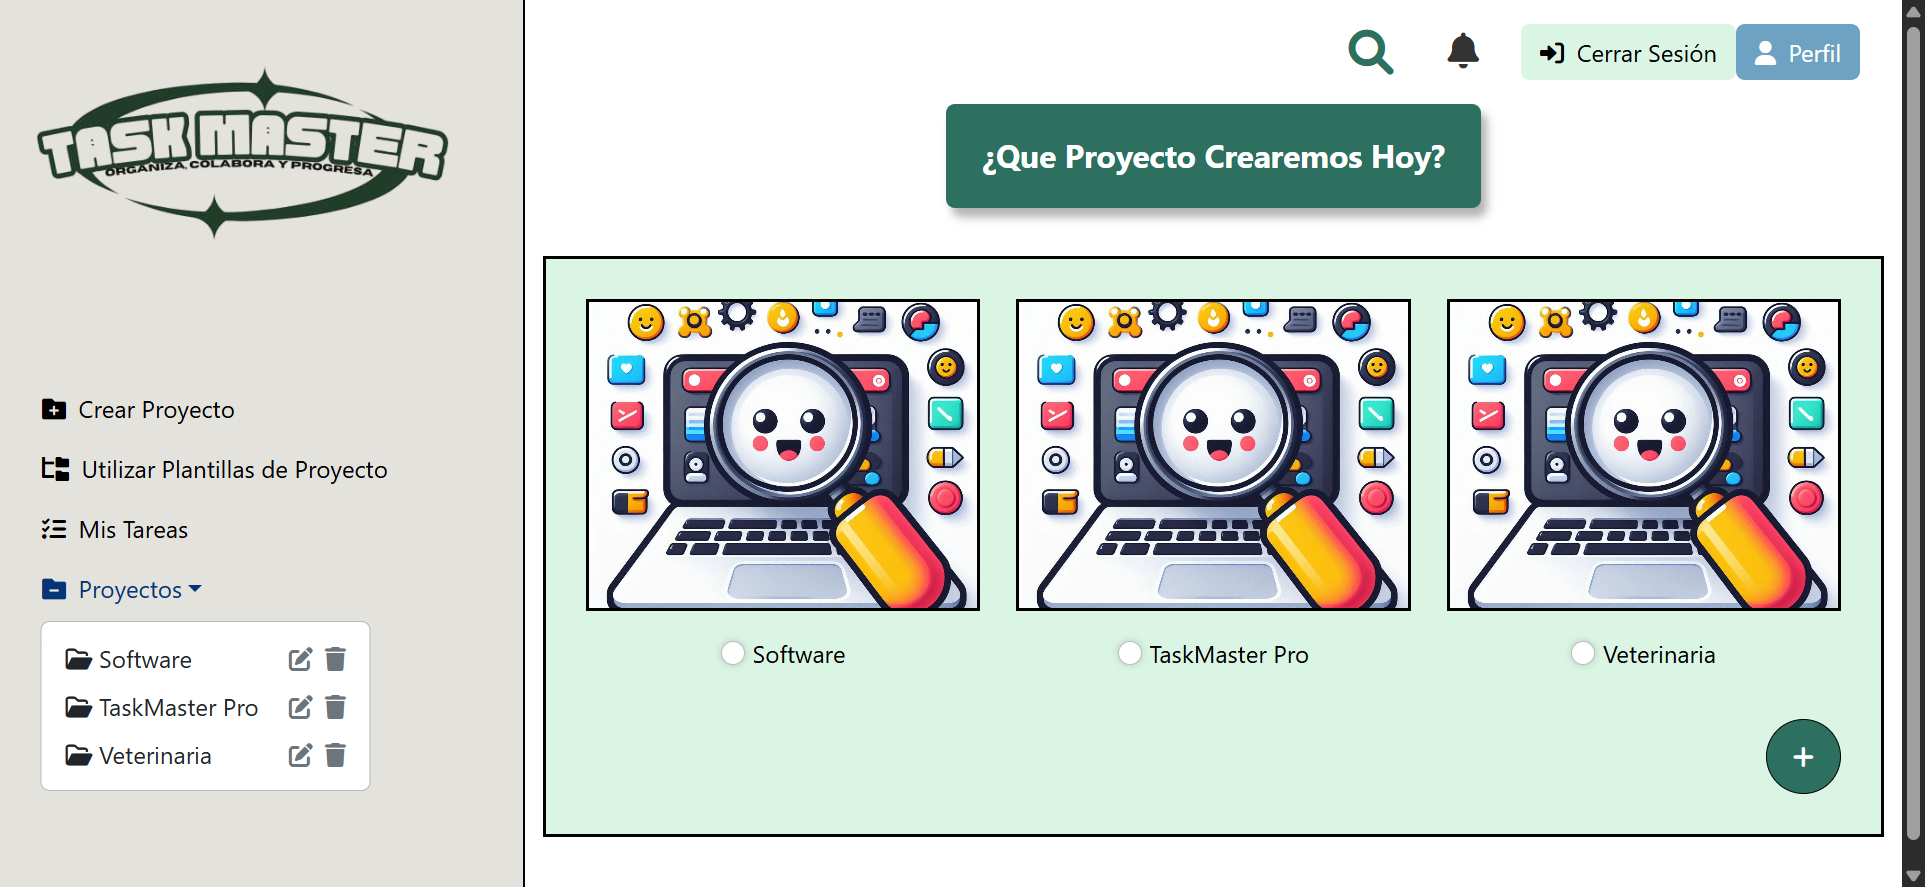 TASK MASTER
ORGANIZA, COLABORA Y PROGRESA
Crear Proyecto
Utilizar Plantillas de Proyecto
Mis Tareas
Proyectos
Software
TaskMaster Pro
Veterinaria
Cerrar Sesión
Perfil
¿Que Proyecto Crearemos Hoy?
Software
TaskMaster Pro
Veterinaria